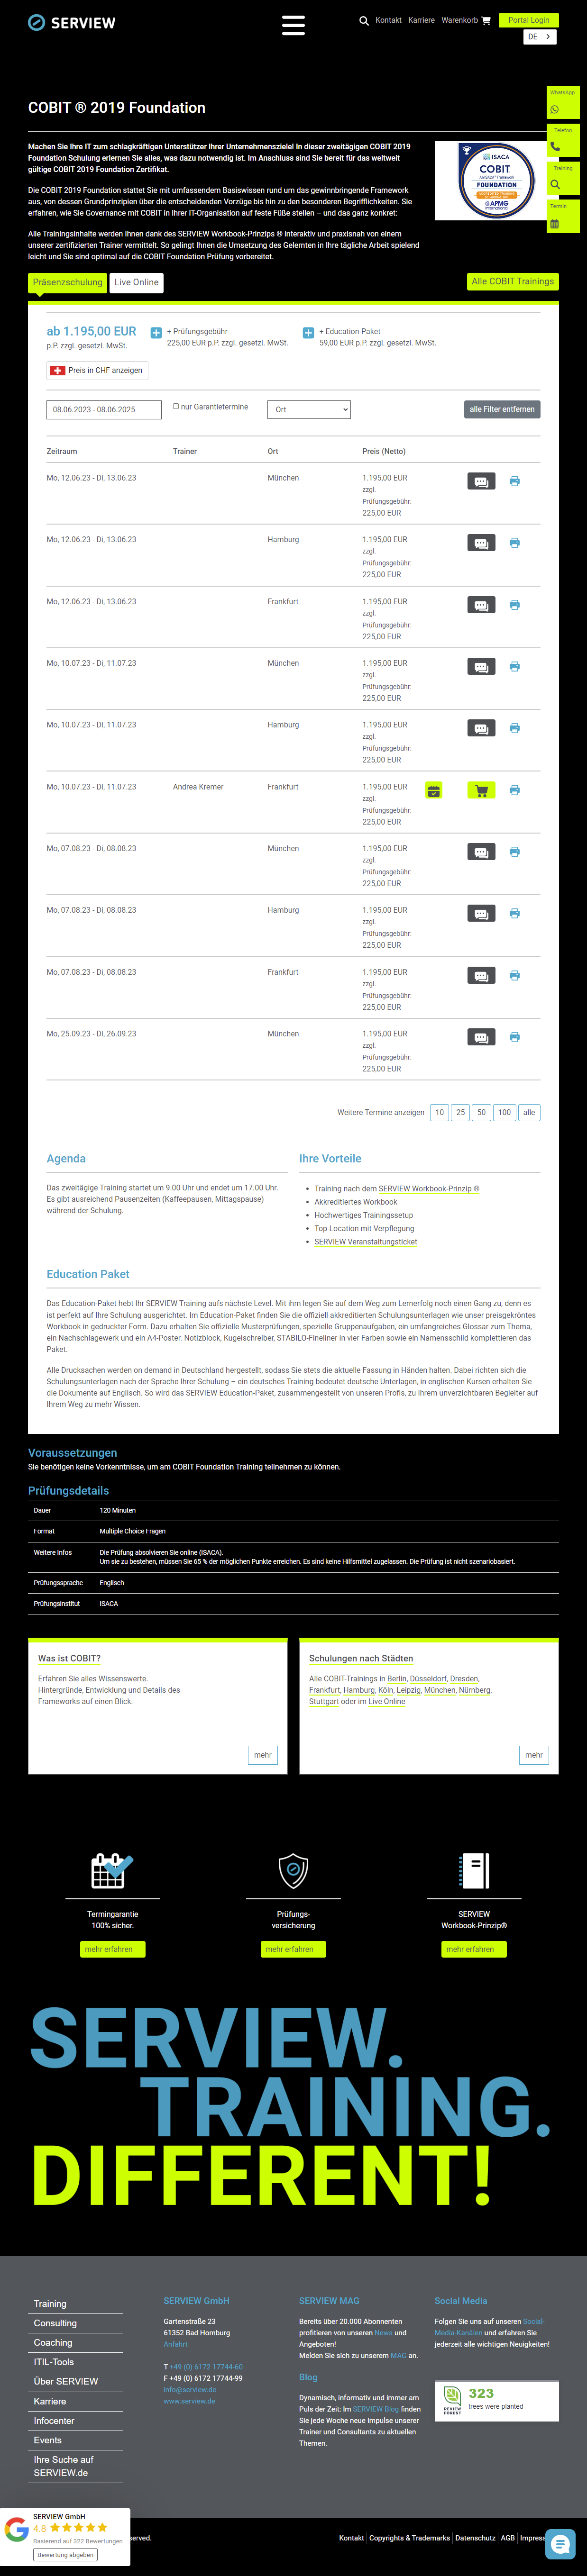 SERVIEW
Kontakt Karriere Warenkorb
Portal Login
DE
WhatsApp
Telefon
Training
Termin
COBIT ® 2019 Foundation
Machen Sie Ihre IT zum schlagkräftigen Unterstützer Ihrer Unternehmensziele! In dieser zweitägigen COBIT 2019
Foundation Schulung erlernen Sie alles, was dazu notwendig ist. Im Anschluss sind Sie bereit für das weltweit
gültige COBIT 2019 Foundation Zertifikat.
ISACA
COBIT
FOUNDATION
APMG
International
Die COBIT 2019 Foundation stattet Sie mit umfassendem Basiswissen rund um das gewinnbringende Framework
aus, von dessen Grundprinzipien über die entscheidenden Vorzüge bis hin zu den besonderen Begrifflichkeiten. Sie
erfahren, wie Sie Governance mit COBIT in Ihrer IT-Organisation auf feste Füße stellen – und das ganz konkret:
Alle Trainingsinhalte werden Ihnen dank des SERVIEW Workbook-Prinzips ® interaktiv und praxisnah von einem
unserer zertifizierten Trainer vermittelt. So gelingt Ihnen die Umsetzung des Gelernten in Ihre tägliche Arbeit spielend
leicht und Sie sind optimal auf die COBIT Foundation Prüfung vorbereitet.
Präsenzschulung
Live Online
Alle COBIT Trainings
ab 1.195,00 EUR
p.P. zzgl. gesetzl. MwSt.
+ Prüfungsgebühr
225,00 EUR p.P. zzgl. gesetzl. MwSt.
+ Education-Paket
59,00 EUR p.P. zzgl. gesetzl. MwSt.
Preis in CHF anzeigen
08.06.2023 - 08.06.2025
nur Garantietermine
Ort
alle Filter entfernen
Zeitraum Trainer Ort Preis (Netto)
Mo, 12.06.23 - Di, 13.06.23 München 1.195,00 EUR
zzgl.
Prüfungsgebühr:
225,00 EUR
Mo, 12.06.23 - Di, 13.06.23 Hamburg 1.195,00 EUR
zzgl.
Prüfungsgebühr:
225,00 EUR
Mo, 12.06.23 - Di, 13.06.23 Frankfurt 1.195,00 EUR
zzgl.
Prüfungsgebühr:
225,00 EUR
Mo, 10.07.23 - Di, 11.07.23 München 1.195,00 EUR
zzgl.
Prüfungsgebühr:
225,00 EUR
Mo, 10.07.23 - Di, 11.07.23 Hamburg 1.195,00 EUR
zzgl.
Prüfungsgebühr:
225,00 EUR
Mo, 10.07.23 - Di, 11.07.23 Andrea Kremer Frankfurt 1.195,00 EUR
zzgl.
Prüfungsgebühr:
225,00 EUR
Mo, 07.08.23 - Di, 08.08.23 München 1.195,00 EUR
zzgl.
Prüfungsgebühr:
225,00 EUR
Mo, 07.08.23 - Di, 08.08.23 Hamburg 1.195,00 EUR
zzgl.
Prüfungsgebühr:
225,00 EUR
Mo, 07.08.23 - Di, 08.08.23 Frankfurt 1.195,00 EUR
zzgl.
Prüfungsgebühr:
225,00 EUR
Mo, 25.09.23 - Di, 26.09.23 München 1.195,00 EUR
zzgl.
Prüfungsgebühr:
225,00 EUR
Weitere Termine anzeigen 10 25 50 100 alle
Agenda
Das zweitägige Training startet um 9.00 Uhr und endet um 17.00 Uhr.
Es gibt ausreichend Pausenzeiten (Kaffeepausen, Mittagspause)
während der Schulung.
Ihre Vorteile
Training nach dem SERVIEW Workbook-Prinzip ®
Akkreditiertes Workbook
Hochwertiges Trainingssetup
Top-Location mit Verpflegung
SERVIEW Veranstaltungsticket
Education Paket
Das Education-Paket hebt Ihr SERVIEW Training aufs nächste Level. Mit ihm legen Sie auf dem Weg zum Lernerfolg noch einen Gang zu, denn es
ist perfekt auf Ihre Schulung ausgerichtet. Im Education-Paket finden Sie die offiziell akkreditierten Schulungsunterlagen wie unser preisgekröntes
Workbook in gedruckter Form. Dazu erhalten Sie offizielle Musterprüfungen, spezielle Gruppenaufgaben, ein umfangreiches Glossar zum Thema,
ein Nachschlagewerk und ein A4-Poster. Notizblock, Kugelschreiber, STABILO-Fineliner in vier Farben sowie ein Namensschild komplettieren das
Paket.
Alle Drucksachen werden on demand in Deutschland hergestellt, sodass Sie stets die aktuelle Fassung in Händen halten. Dabei richten sich die
Schulungsunterlagen nach der Sprache Ihrer Schulung – ein deutsches Training bedeutet deutsche Unterlagen, in englischen Kursen erhalten Sie
die Dokumente auf Englisch. So wird das SERVIEW Education-Paket, zusammengestellt von unseren Profis, zu Ihrem unverzichtbaren Begleiter auf
Ihrem Weg zu mehr Wissen.
Voraussetzungen
Sie benötigen keine Vorkenntnisse, um am COBIT Foundation Training teilnehmen zu können.
Prüfungsdetails
Dauer 120 Minuten
Format Multiple Choice Fragen
Weitere Infos Die Prüfung absolvieren Sie online (ISACA).
Um sie zu bestehen, müssen Sie 65 % der möglichen Punkte erreichen. Es sind keine Hilfsmittel zugelassen. Die Prüfung ist nicht szenariobasiert.
Prüfungssprache Englisch
Prüfungsinstitut ISACA
Was ist COBIT?
Erfahren Sie alles Wissenswerte.
Hintergründe, Entwicklung und Details des
Frameworks auf einen Blick.
mehr
Schulungen nach Städten
Alle COBIT-Trainings in Berlin, Düsseldorf, Dresden,
Frankfurt, Hamburg, Köln, Leipzig, München, Nürnberg,
Stuttgart oder im Live Online
mehr
Termingarantie
100% sicher.
mehr erfahren
Prüfungs-
versicherung
mehr erfahren
SERVIEW
Workbook-Prinzip®
mehr erfahren
SERVIEW.
TRAINING.
DIFFERENT!
Training
Consulting
Coaching
ITIL-Tools
Über SERVIEW
Karriere
Infocenter
Events
Ihre Suche auf
SERVIEW.de
SERVIEW GmbH
Gartenstraße 23
61352 Bad Homburg
Anfahrt
T +49 (0) 6172 17744-60
F +49 (0) 6172 17744-99
info@serview.de
www.serview.de
SERVIEW MAG
Bereits über 20.000 Abonnenten
profitieren von unseren News und
Angeboten!
Melden Sie sich zu unserem MAG an.
Blog
Dynamisch, informativ und immer am
Puls der Zeit: Im SERVIEW Blog finden
Sie jede Woche neue Impulse unserer
Trainer und Consultants zu aktuellen
Themen.
Social Media
Folgen Sie uns auf unseren Social-
Media-Kanälen und erfahren Sie
jederzeit alle wichtigen Neuigkeiten!
REVIEW
FOREST
323
trees were planted
served.
Kontakt Copyrights & Trademarks Datenschutz AGB Impress
SERVIEW GmbH
4.8
Basierend auf 322 Bewertungen
Bewertung abgeben